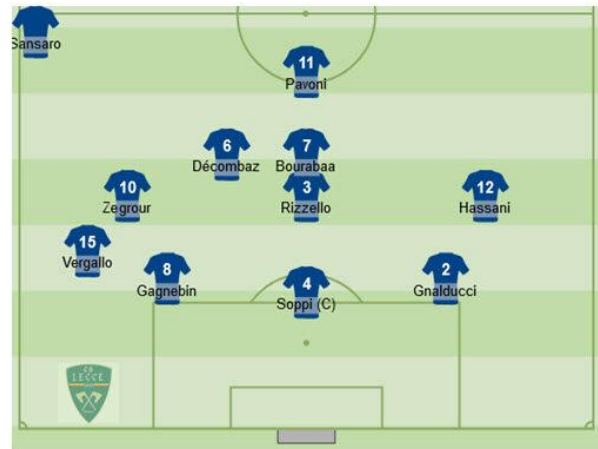 Sansaro
11
Pavoni
6
Décombaz
7
Bourabaa
10
Zegrour
3
Rizzello
12
Hassani
15
Vergallo
8
Gagnebin
4
Soppi (C)
2
Gnalducci
LECCE